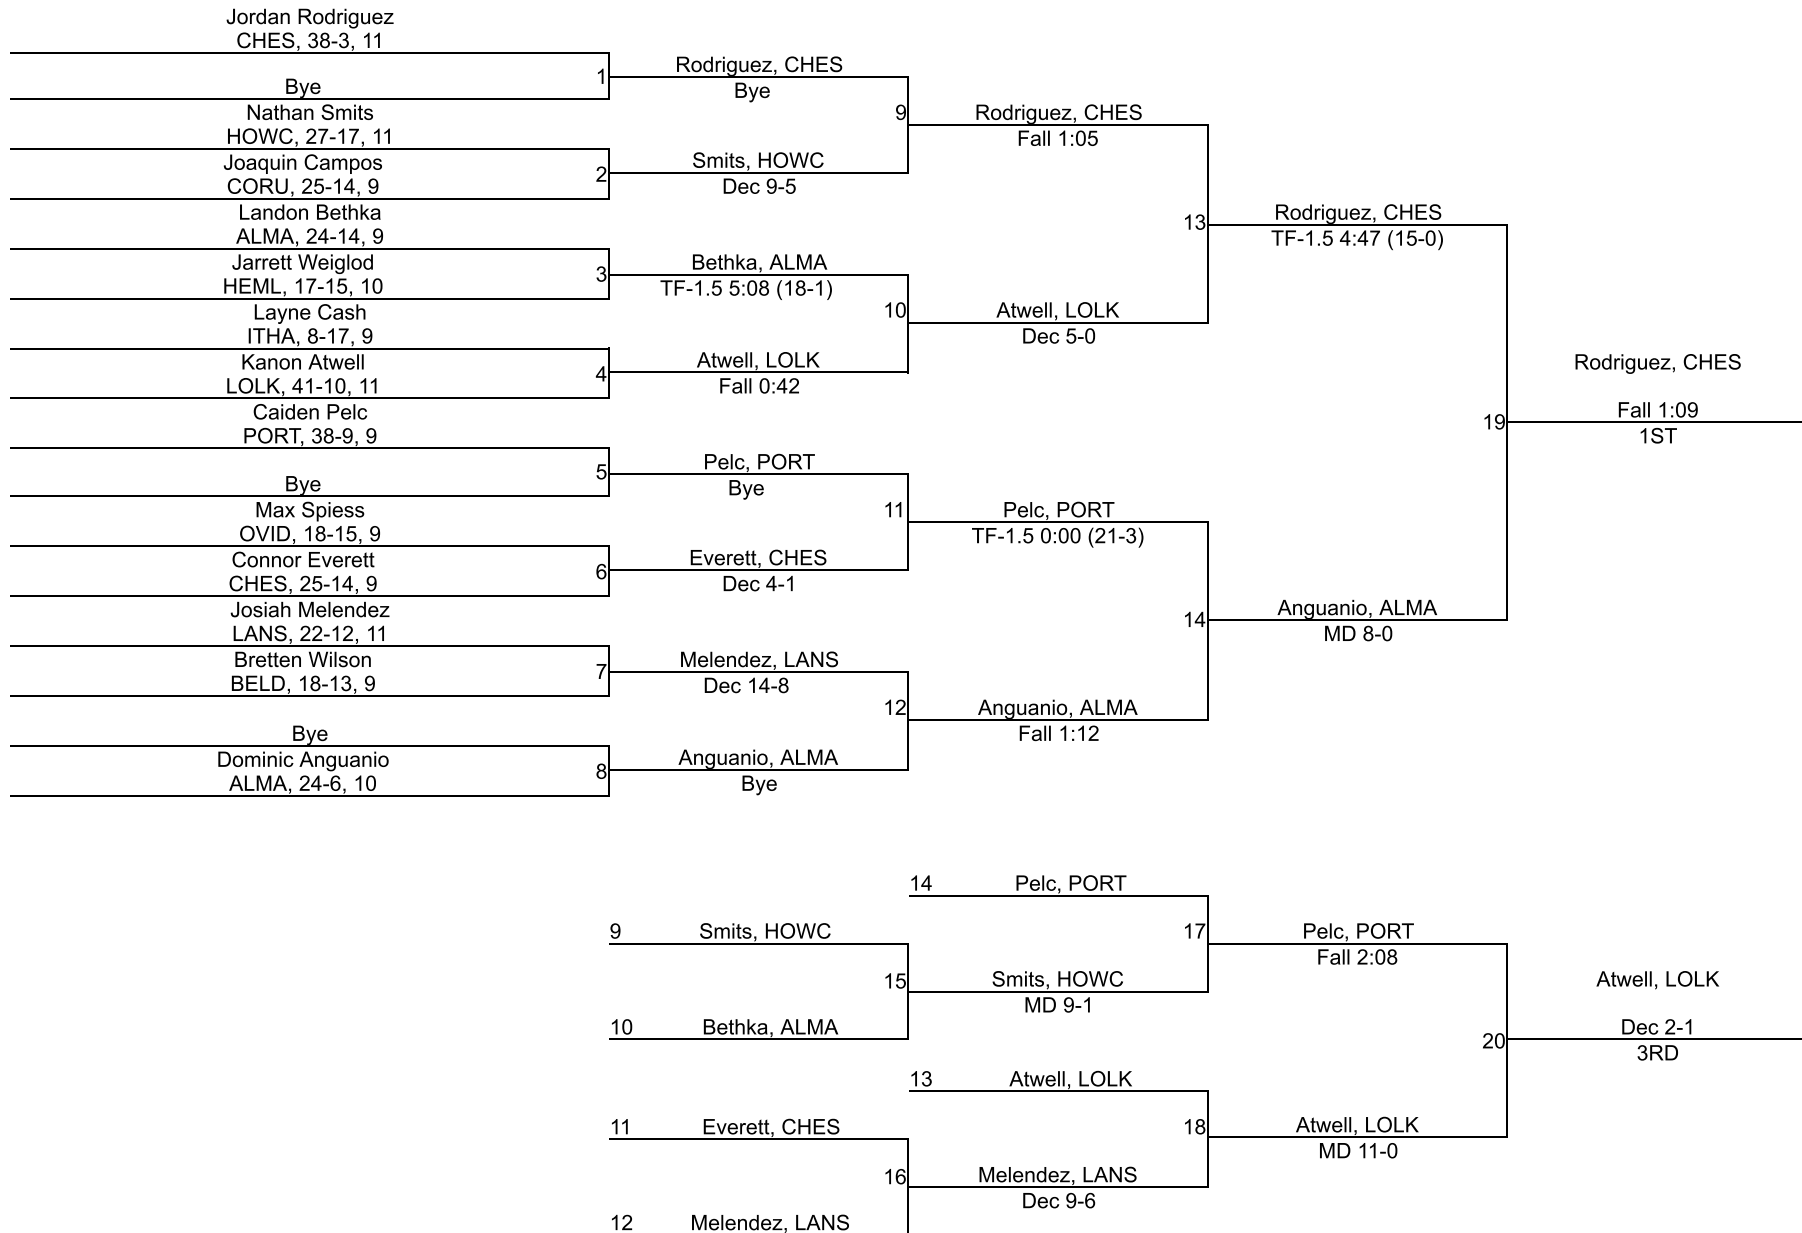 Jordan Rodriguez
CHES, 38-3, 11
Bye
Nathan Smits
HOWC, 27-17, 11
Joaquin Campos
CORU, 25-14, 9
Landon Bethka
ALMA, 24-14, 9
Jarrett Weiglod
HEML, 17-15, 10
Layne Cash
ITHA, 8-17, 9
Kanon Atwell
LOLK, 41-10, 11
Caiden Pelc
PORT, 38-9, 9
Bye
Max Spiess
OVID, 18-15, 9
Connor Everett
CHES, 25-14, 9
Josiah Melendez
LANS, 22-12, 11
Bretten Wilson
BELD, 18-13, 9
Bye
Dominic Anguanio
ALMA, 24-6, 10
1
Rodriguez, CHES
Bye
2
Smits, HOWC
Dec 9-5
3
Bethka, ALMA
TF-1.5 5:08 (18-1)
4
Atwell, LOLK
Fall 0:42
5
Pelc, PORT
Bye
6
Everett, CHES
Dec 4-1
7
Melendez, LANS
Dec 14-8
8
Anguanio, ALMA
Bye
9
Rodriguez, CHES
Fall 1:05
10
Atwell, LOLK
Dec 5-0
11
Pelc, PORT
TF-1.5 0:00 (21-3)
12
Anguanio, ALMA
Fall 1:12
13
Rodriguez, CHES
TF-1.5 4:47 (15-0)
14
Anguanio, ALMA
MD 8-0
19
Rodriguez, CHES
Fall 1:09
1ST
14 Pelc, PORT
9 Smits, HOWC
10 Bethka, ALMA
15
Smits, HOWC
MD 9-1
17
Pelc, PORT
Fall 2:08
13 Atwell, LOLK
11 Everett, CHES
12 Melendez, LANS
16
Melendez, LANS
Dec 9-6
18
Atwell, LOLK
MD 11-0
20
Atwell, LOLK
Dec 2-1
3RD